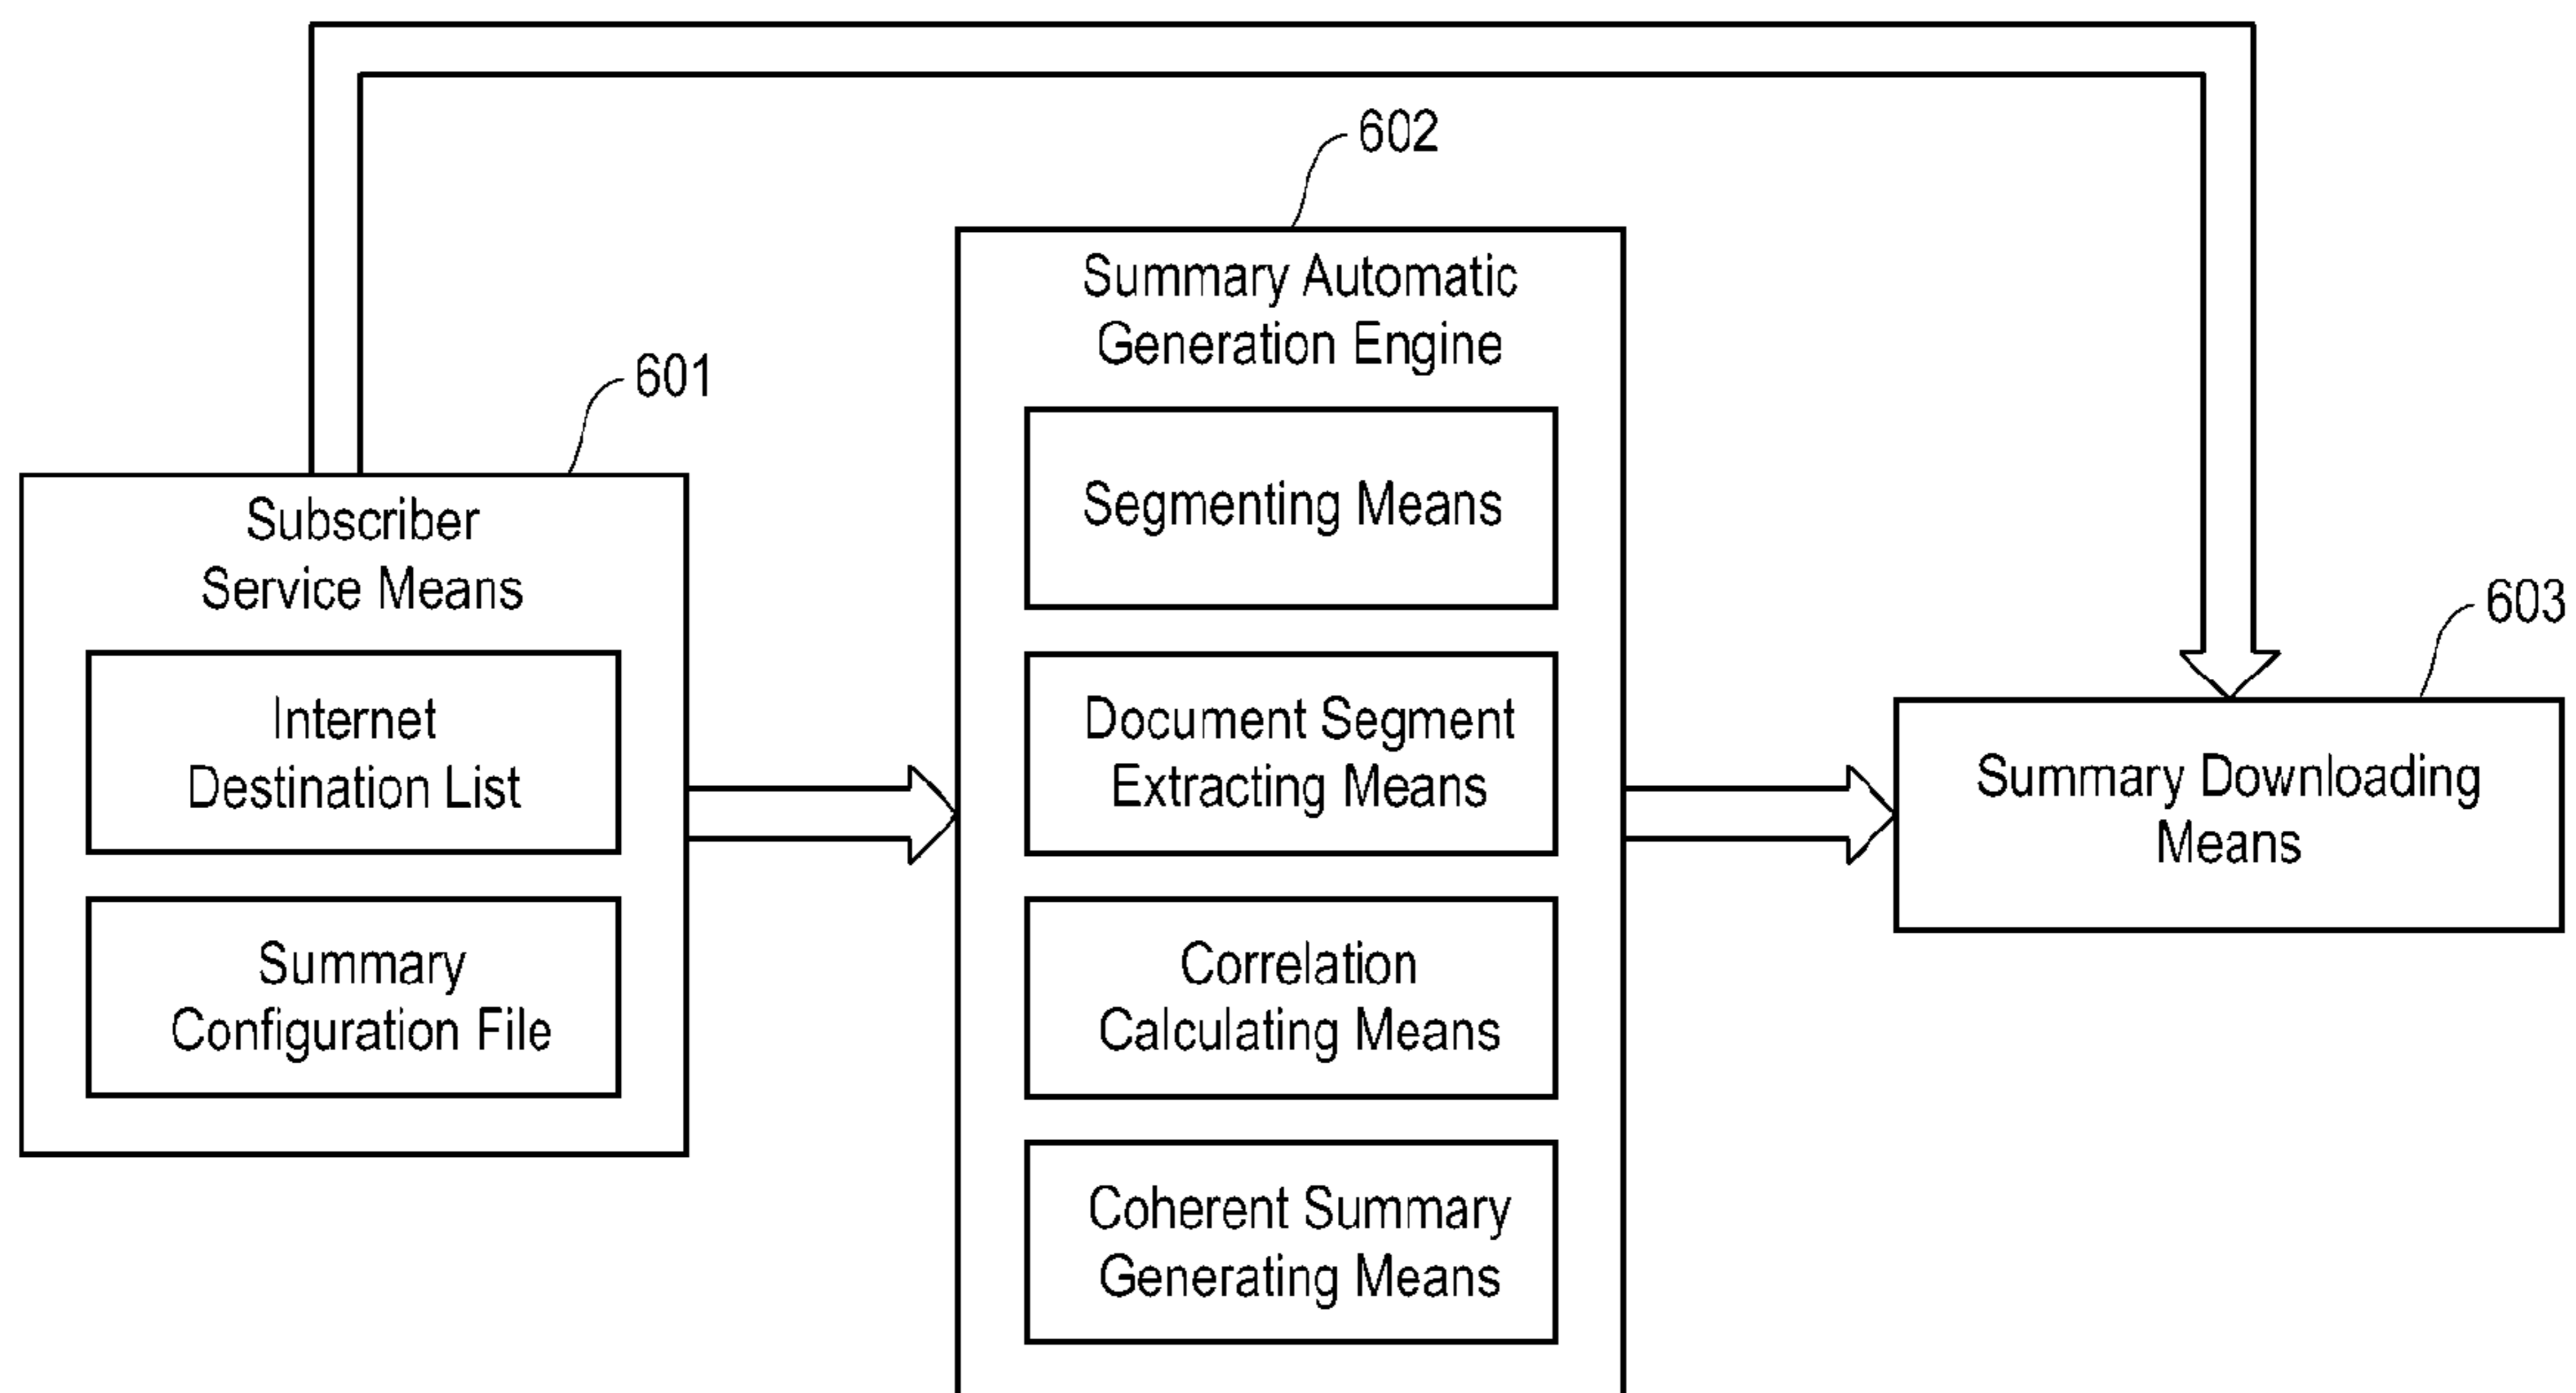 602
Summary Automatic
Generation Engine
601
Segmenting Means
Subscriber
Service Means
603
Internet
Destination List
Document Segment
Extracting Means
Summary Downloading
Means
Summary
Configuration File
Correlation
Calculating Means
Coherent Summary
Generating Means